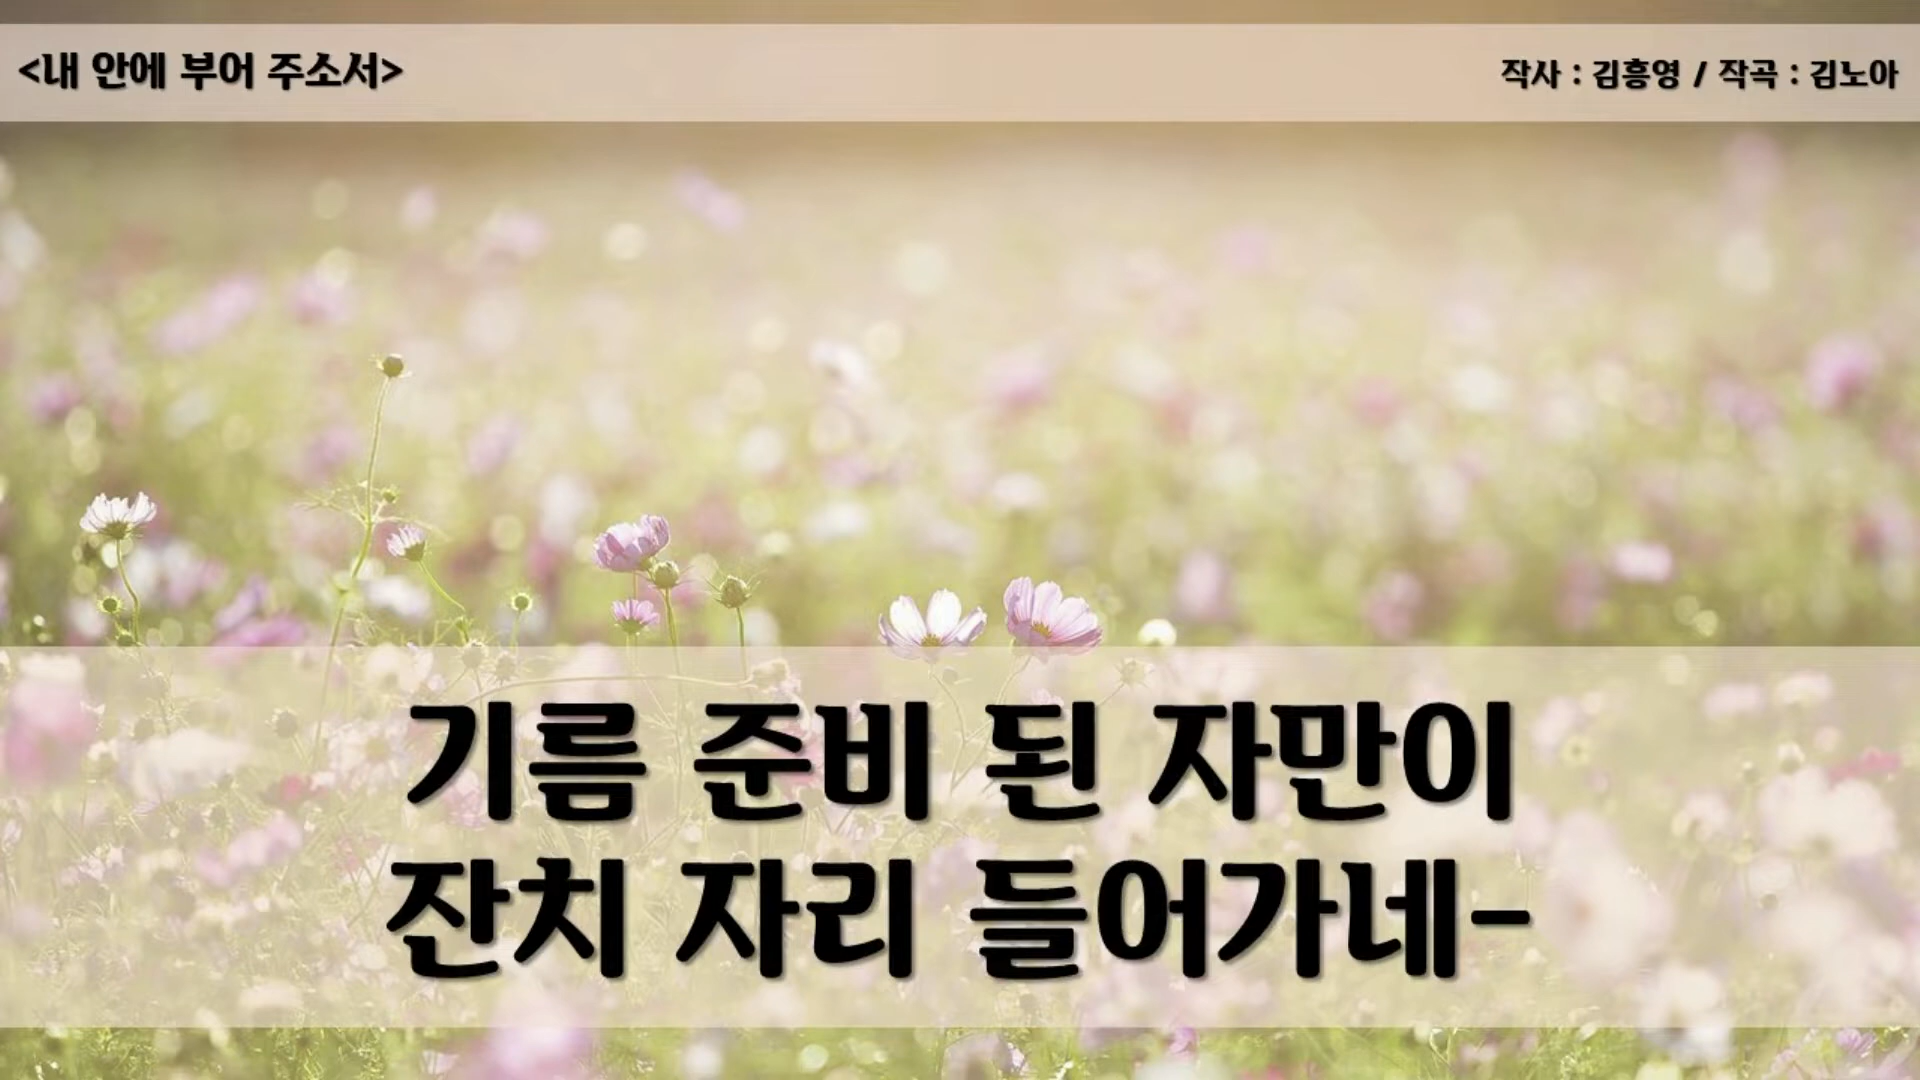 <내 안에 부어 주소서>
작사 : 김흥영 / 작곡 : 김노아
기름 준비 된 자만이
잔치 자리 들어가네-